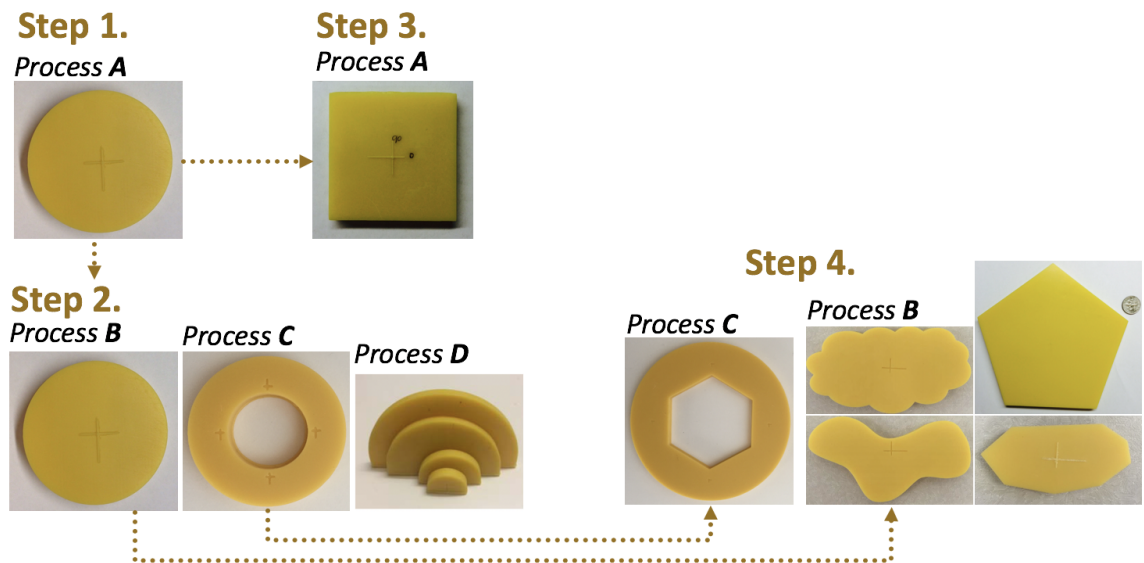 Step 1.
Process A
Step 3.
Process A
Step 2.
Process B
Process C
Process D
Step 4.
Process C
Process B